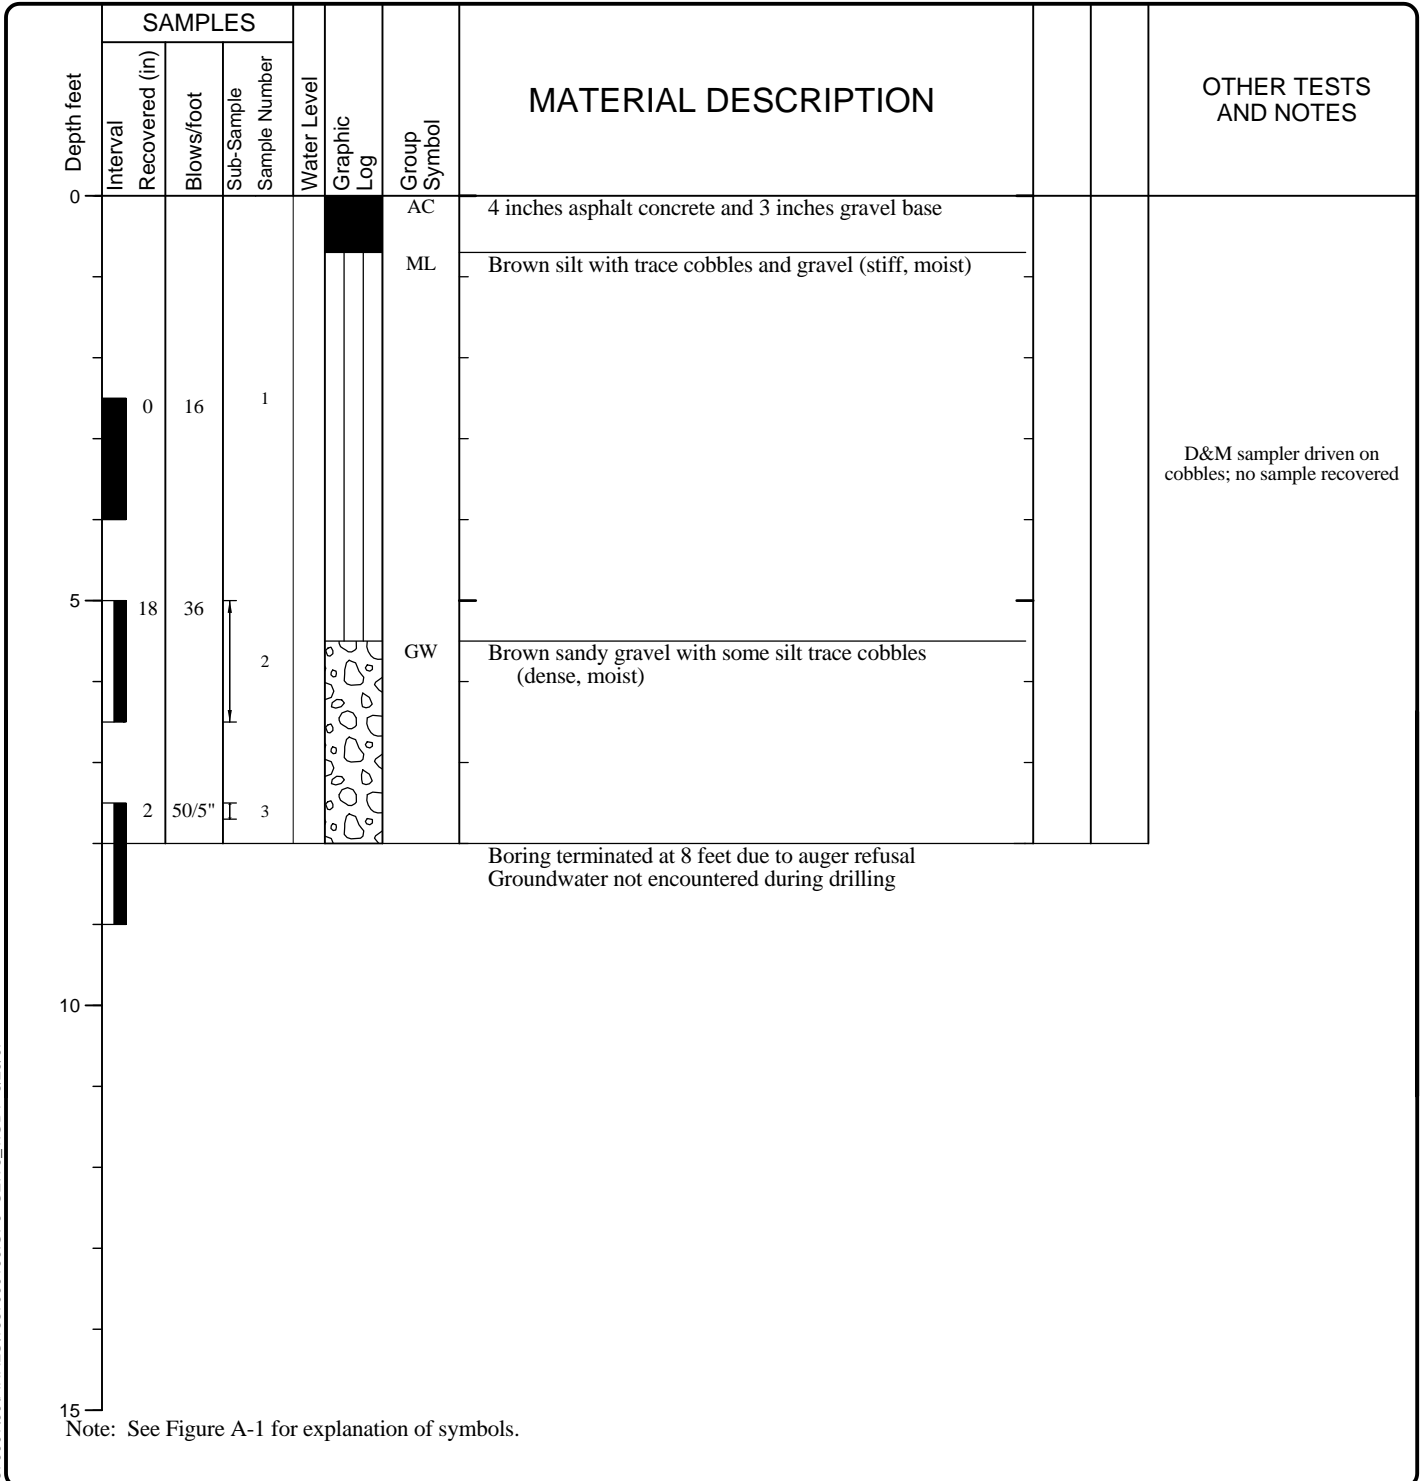 SAMPLES
Depth feet
Interval
Recovered (in)
Blows/foot
Sub-Sample
Sample Number
Water Level
Graphic
Log
Group
Symbol
MATERIAL DESCRIPTION
OTHER TESTS
AND NOTES
0
AC
4 inches asphalt concrete and 3 inches gravel base
ML
Brown silt with trace cobbles and gravel (stiff, moist)
0
16
1
D&M sampler driven on
cobbles; no sample recovered
5
18
36
2
GW
Brown sandy gravel with some silt trace cobbles
(dense, moist)
2
50/5"
3
Boring terminated at 8 feet due to auger refusal
Groundwater not encountered during drilling
10
15
Note: See Figure A-1 for explanation of symbols.